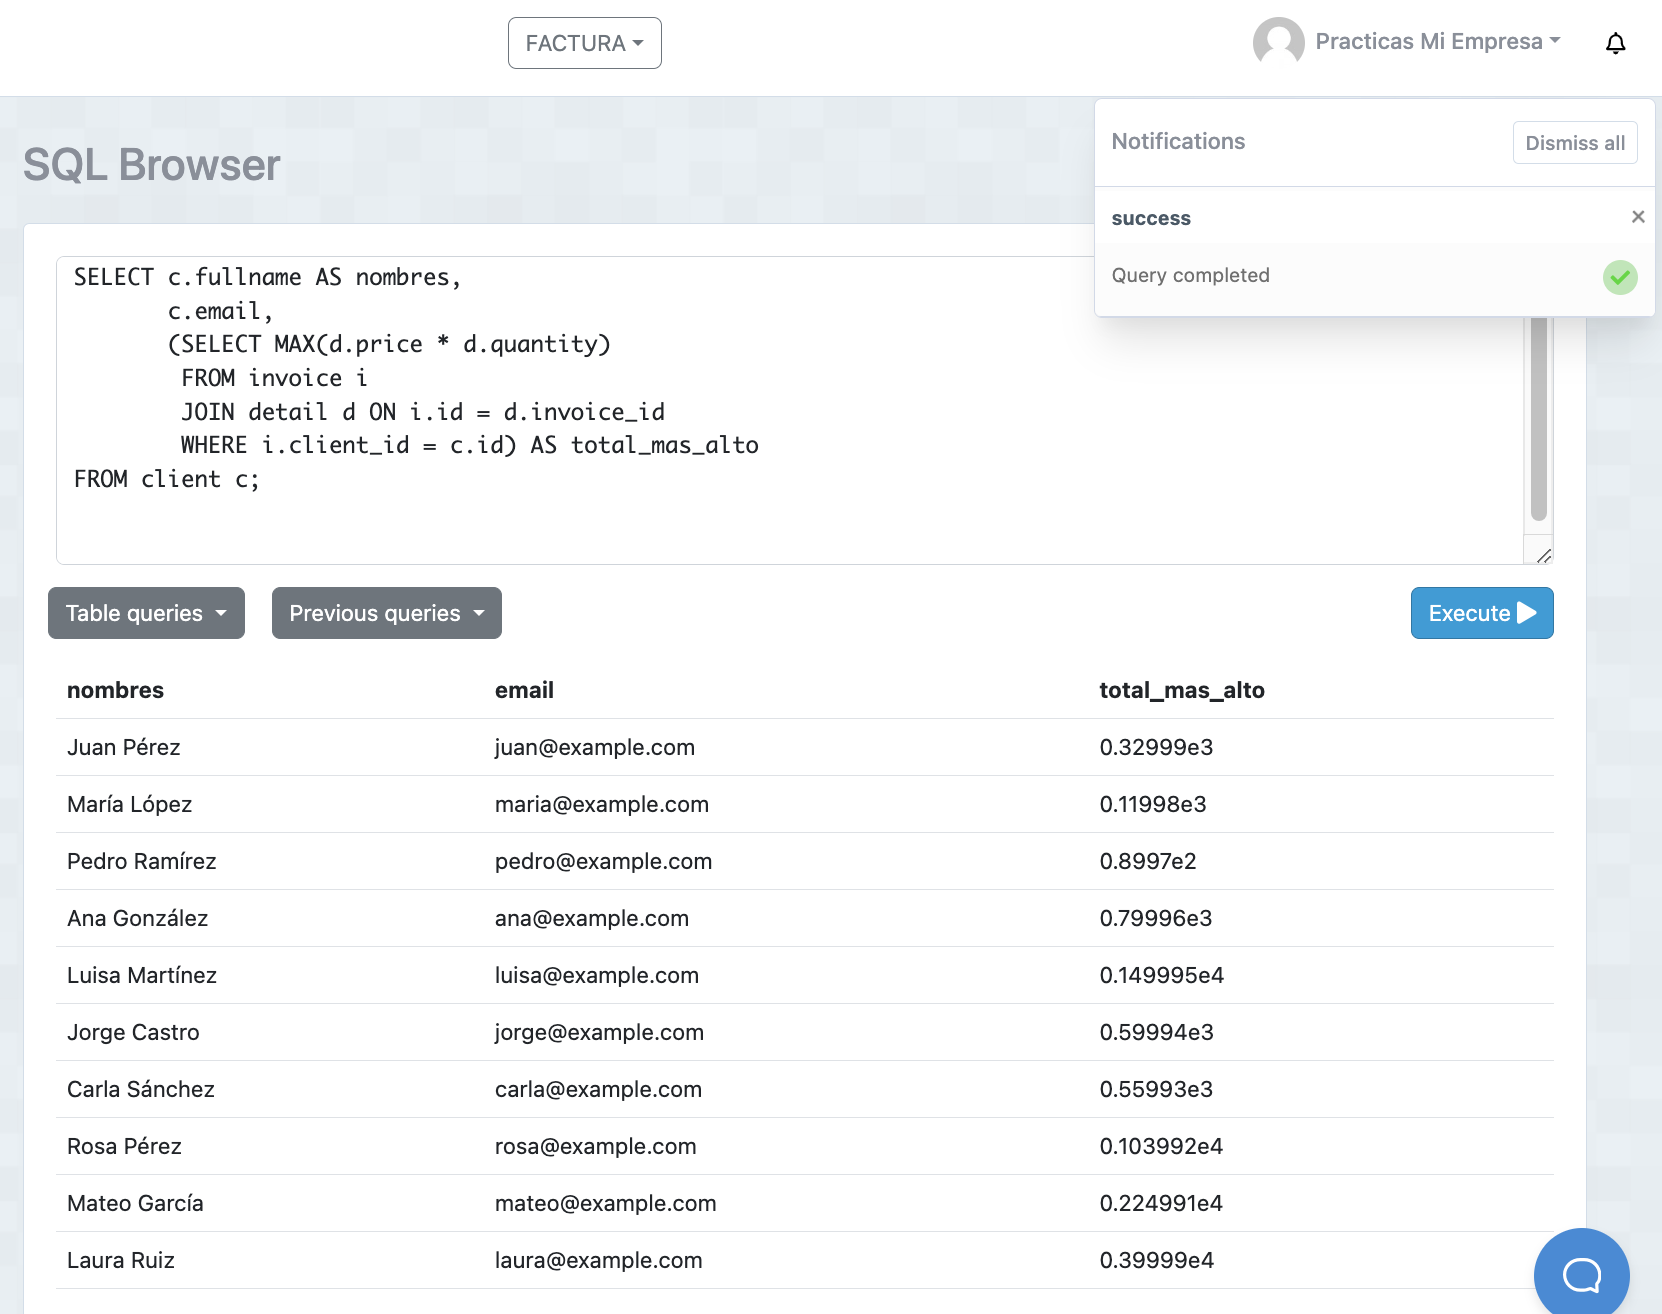 FACTURA
Practicas Mi Empresa
Notifications
Dismiss all
success
Query completed
SQL Browser
SELECT c.fullname AS nombres,
c.email,
(SELECT MAX(d.price * d.quantity)
FROM invoice i
JOIN detail d ON i.id = d.invoice_id
WHERE i.client_id = c.id) AS total_mas_alto
FROM client c;
Table queries
Previous queries
Execute
nombres email total_mas_alto
Juan Pérez juan@example.com 0.32999e3
María López maria@example.com 0.11998e3
Pedro Ramírez pedro@example.com 0.8997e2
Ana González ana@example.com 0.79996e3
Luisa Martínez luisa@example.com 0.149995e4
Jorge Castro jorge@example.com 0.59994e3
Carla Sánchez carla@example.com 0.55993e3
Rosa Pérez rosa@example.com 0.103992e4
Mateo García mateo@example.com 0.224991e4
Laura Ruiz laura@example.com 0.39999e4